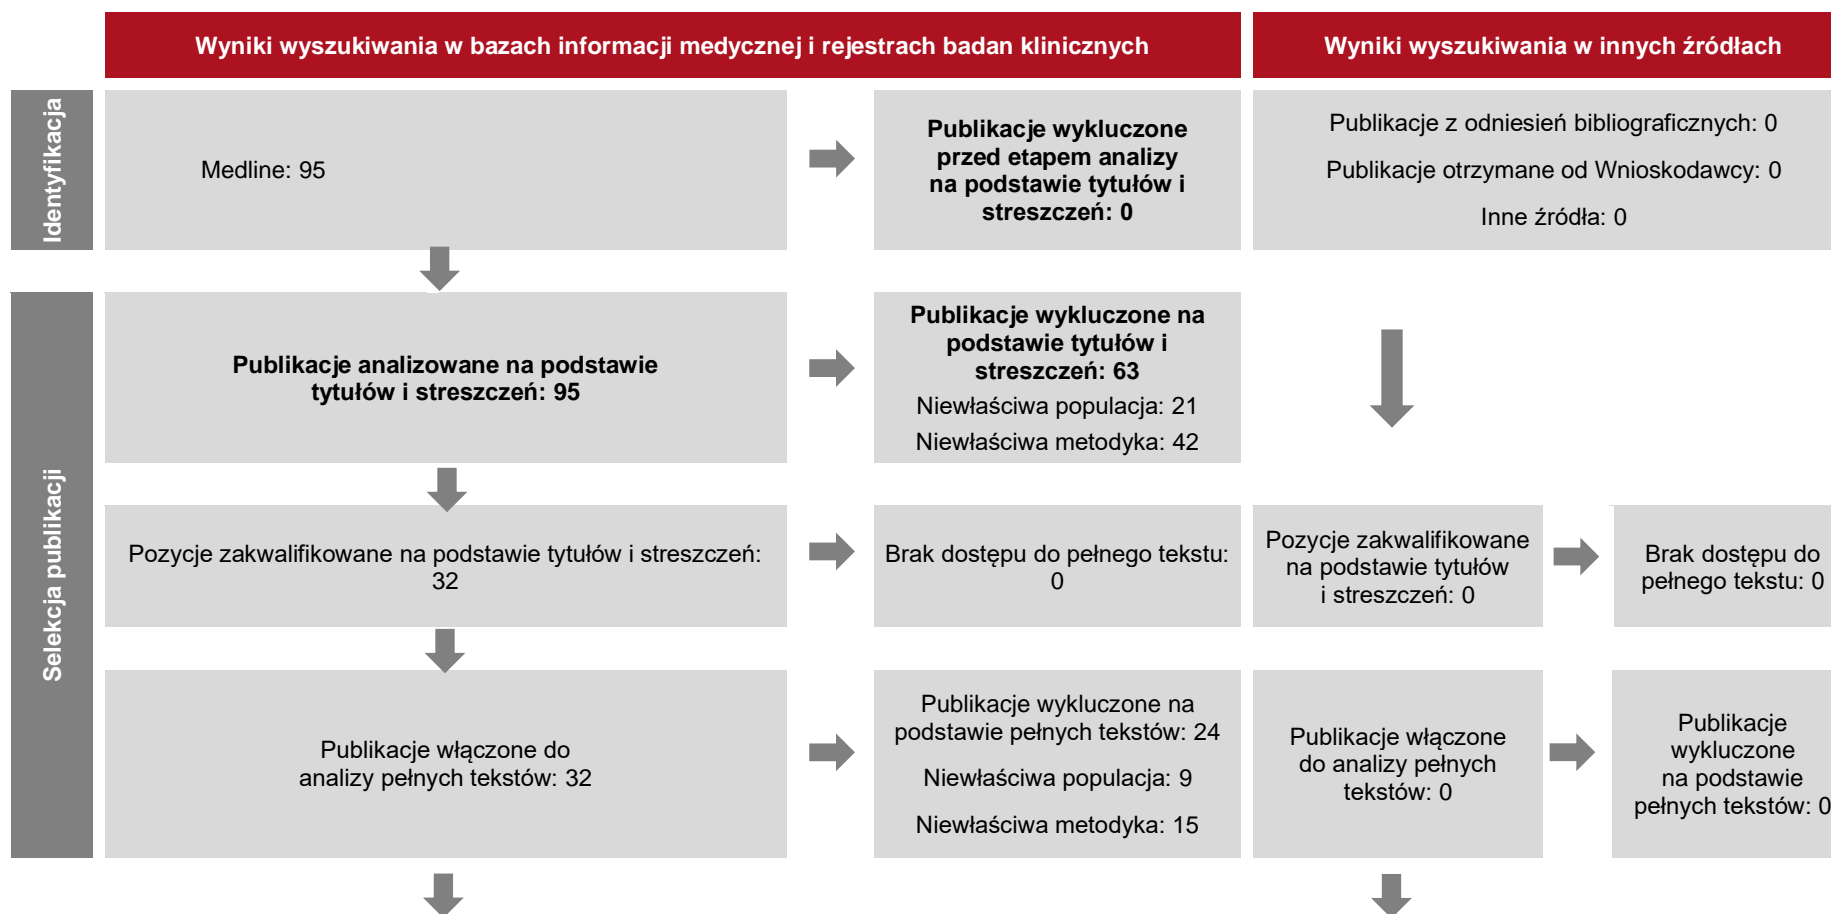 Wyniki wyszukiwania w bazach informacji medycznej i rejestrach badan klinicznych
Wyniki wyszukiwania w innych źródłach
Identyfikacja
Medline: 95
Publikacje wykluczone
przed etapem analizy
na podstawie tytułów i
streszczeń: 0
Publikacje z odniesień bibliograficznych: 0
Publikacje otrzymane od Wnioskodawcy: 0
Inne źródła: 0
Selekcja publikacji
Publikacje analizowane na podstawie
tytułów i streszczeń: 95
Publikacje wykluczone na
podstawie tytułów i
streszczeń: 63
Niewłaściwa populacja: 21
Niewłaściwa metodyka: 42
Pozycje zakwalifikowane na podstawie tytułów i streszczeń:
32
Brak dostępu do pełnego tekstu:
0
Pozycje zakwalifikowane
na podstawie tytułów
i streszczeń: 0
Brak dostępu do
pełnego tekstu: 0
Publikacje włączone do
analizy pełnych tekstów: 32
Publikacje wykluczone na
podstawie pełnych tekstów: 24
Niewłaściwa populacja: 9
Niewłaściwa metodyka: 15
Publikacje włączone
do analizy pełnych
tekstów: 0
Publikacje
wykluczone
na podstawie
pełnych tekstów: 0